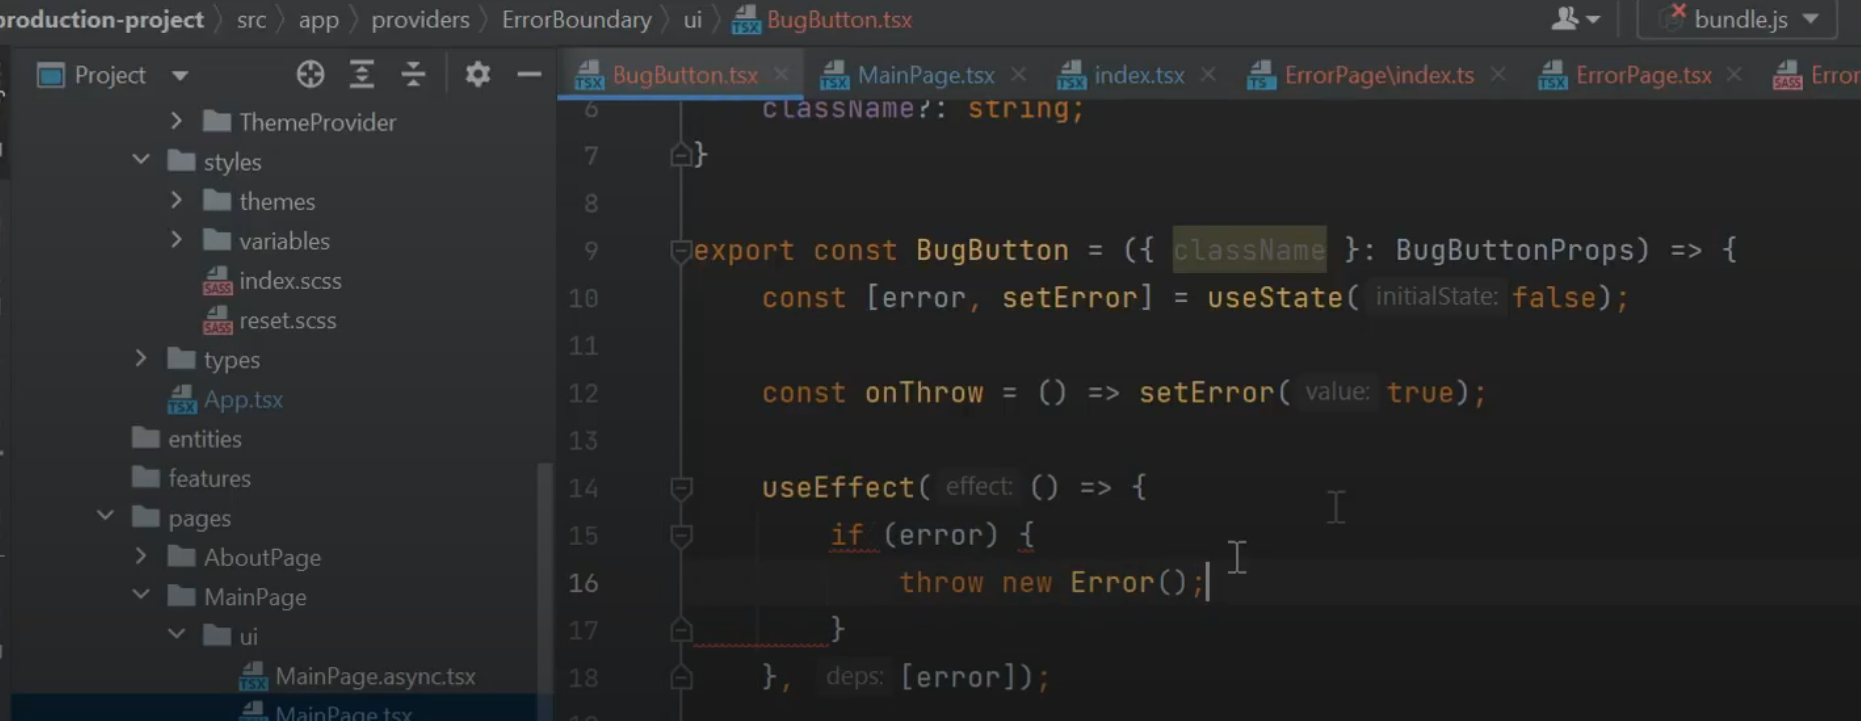 production-project src app providers ErrorBoundary ui BugButton.tsx bundle.js
Project
BugButton.tsx MainPage.tsx index.tsx ErrorPage\index.ts ErrorPage.tsx Error
ThemeProvider
styles
themes
variables
index.scss
reset.scss
types
App.tsx
entities
features
pages
AboutPage
MainPage
ui
MainPage.async.tsx
MainPage.tsx
6 className?: string;
7 }
8
9 export const BugButton = ({ className }: BugButtonProps) => {
10 const [error, setError] = useState( initialState: false);
11
12 const onThrow = () => setError( value: true);
13
14 useEffect( effect: () => {
15 if (error) {
16 throw new Error();
17 }
18 }, deps: [error]);